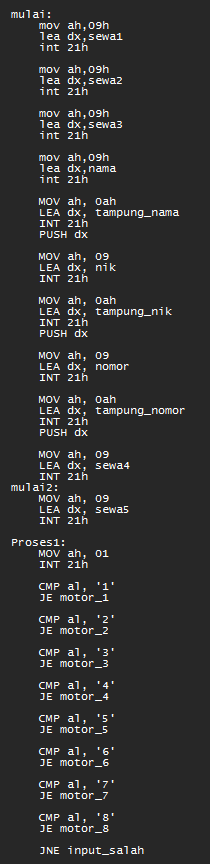 mulai:
mov ah,09h
lea dx,sewa1
int 21h
mov ah,09h
lea dx,sewa2
int 21h
mov ah,09h
lea dx,sewa3
int 21h
mov ah,09h
lea dx,nama
int 21h
MOV ah, 0ah
LEA dx, tampung_nama
INT 21h
PUSH dx
MOV ah, 09
LEA dx, nik
INT 21h
MOV ah, 0ah
LEA dx, tampung_nik
INT 21h
PUSH dx
MOV ah, 09
LEA dx, nomor
INT 21h
MOV ah, 0ah
LEA dx, tampung_nomor
INT 21h
PUSH dx
MOV ah, 09
LEA dx, sewa4
INT 21h
mulai2:
MOV ah, 09
LEA dx, sewa5
INT 21h
Proses1:
MOV ah, 01
INT 21h
CMP al, '1'
JE motor_1
CMP al, '2'
JE motor_2
CMP al, '3'
JE motor_3
CMP al, '4'
JE motor_4
CMP al, '5'
JE motor_5
CMP al, '6'
JE motor_6
CMP al, '7'
JE motor_7
CMP al, '8'
JE motor_8
JNE input_salah